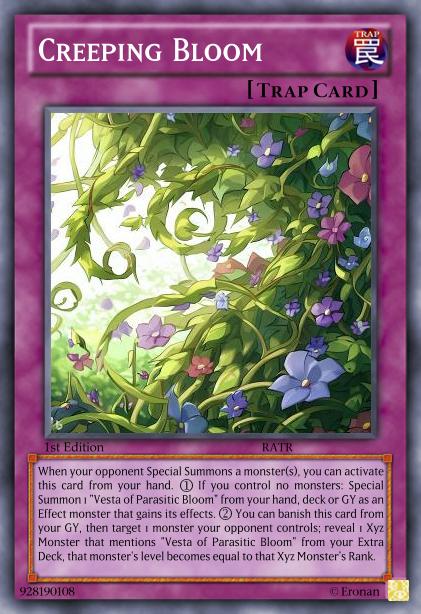 Creeping Bloom
TRAP
罠
[Trap Card]
1st Edition RATR
When your opponent Special Summons a monster(s), you can activate
this card from your hand. ① If you control no monsters: Special
Summon 1 "Vesta of Parasitic Bloom" from your hand, deck or GY as an
Effect monster that gains its effects. ② You can banish this card from
your GY, then target 1 monster your opponent controls; reveal 1 Xyz
Monster that mentions "Vesta of Parasitic Bloom" from your Extra
Deck, that monster's level becomes equal to that Xyz Monster's Rank.
928190108 © Eronan